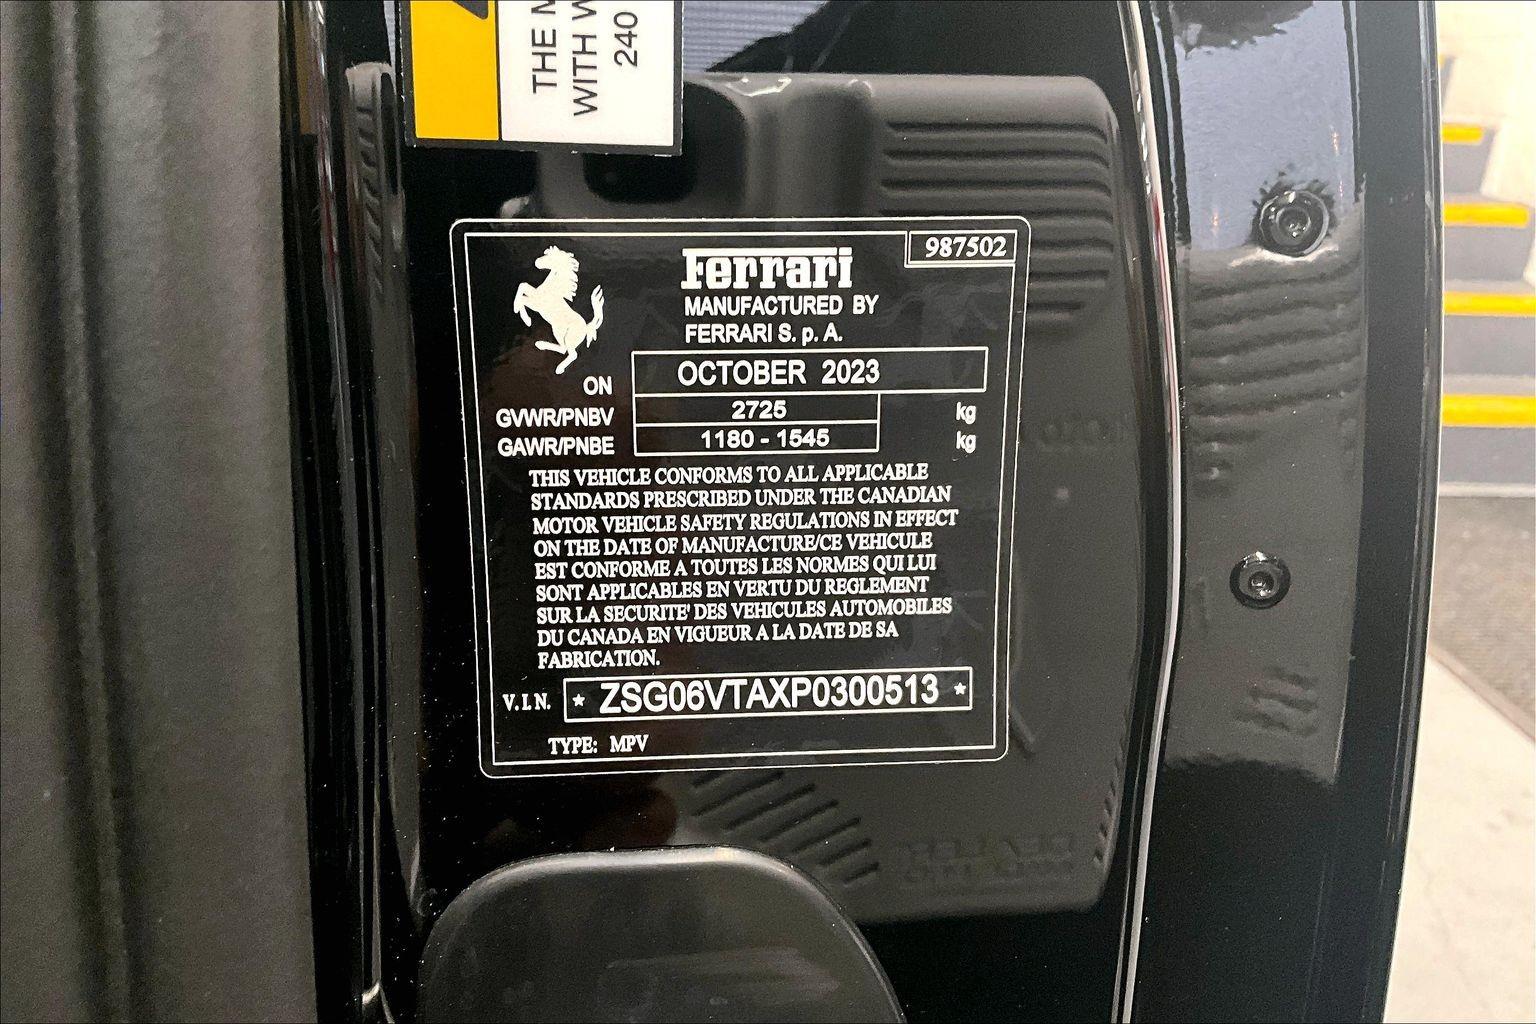 THE M
WITH W
240
987502
Ferrari
MANUFACTURED BY
FERRARI S. p. A.
ON OCTOBER 2023
GVWR/PNBV 2725 kg
GAWR/PNBE 1180 - 1545 kg
THIS VEHICLE CONFORMS TO ALL APPLICABLE
STANDARDS PRESCRIBED UNDER THE CANADIAN
MOTOR VEHICLE SAFETY REGULATIONS IN EFFECT
ON THE DATE OF MANUFACTURE/CE VEHICULE
EST CONFORME A TOUTES LES NORMES QUI LUI
SONT APPLICABLES EN VERTU DU REGLEMENT
SUR LA SECURITE' DES VEHICULES AUTOMOBILES
DU CANADA EN VIGUEUR A LA DATE DE SA
FABRICATION.
V.I.N. * ZSG06VTAXP0300513 *
TYPE: MPV